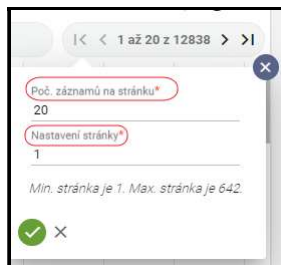 1 až 20 z 12838
Poč. záznamů na stránku*
20
Nastavení stránky*
1
Min. stránka je 1. Max. stránka je 642.